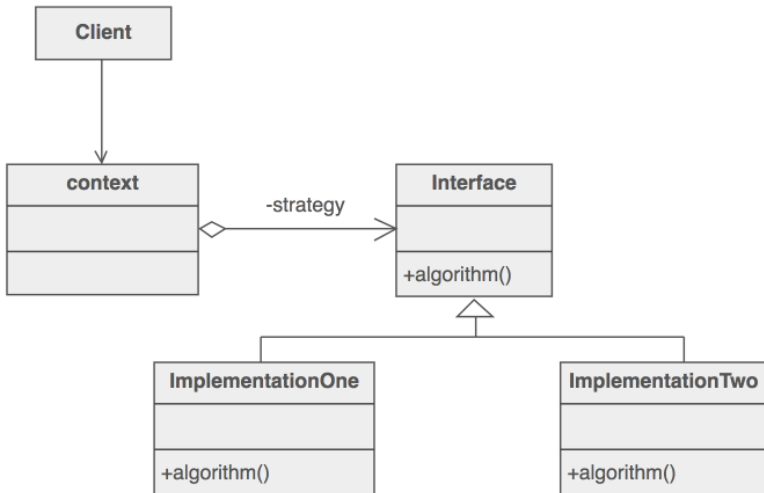 Client
context
-strategy
Interface
+algorithm()
ImplementationOne
+algorithm()
ImplementationTwo
+algorithm()